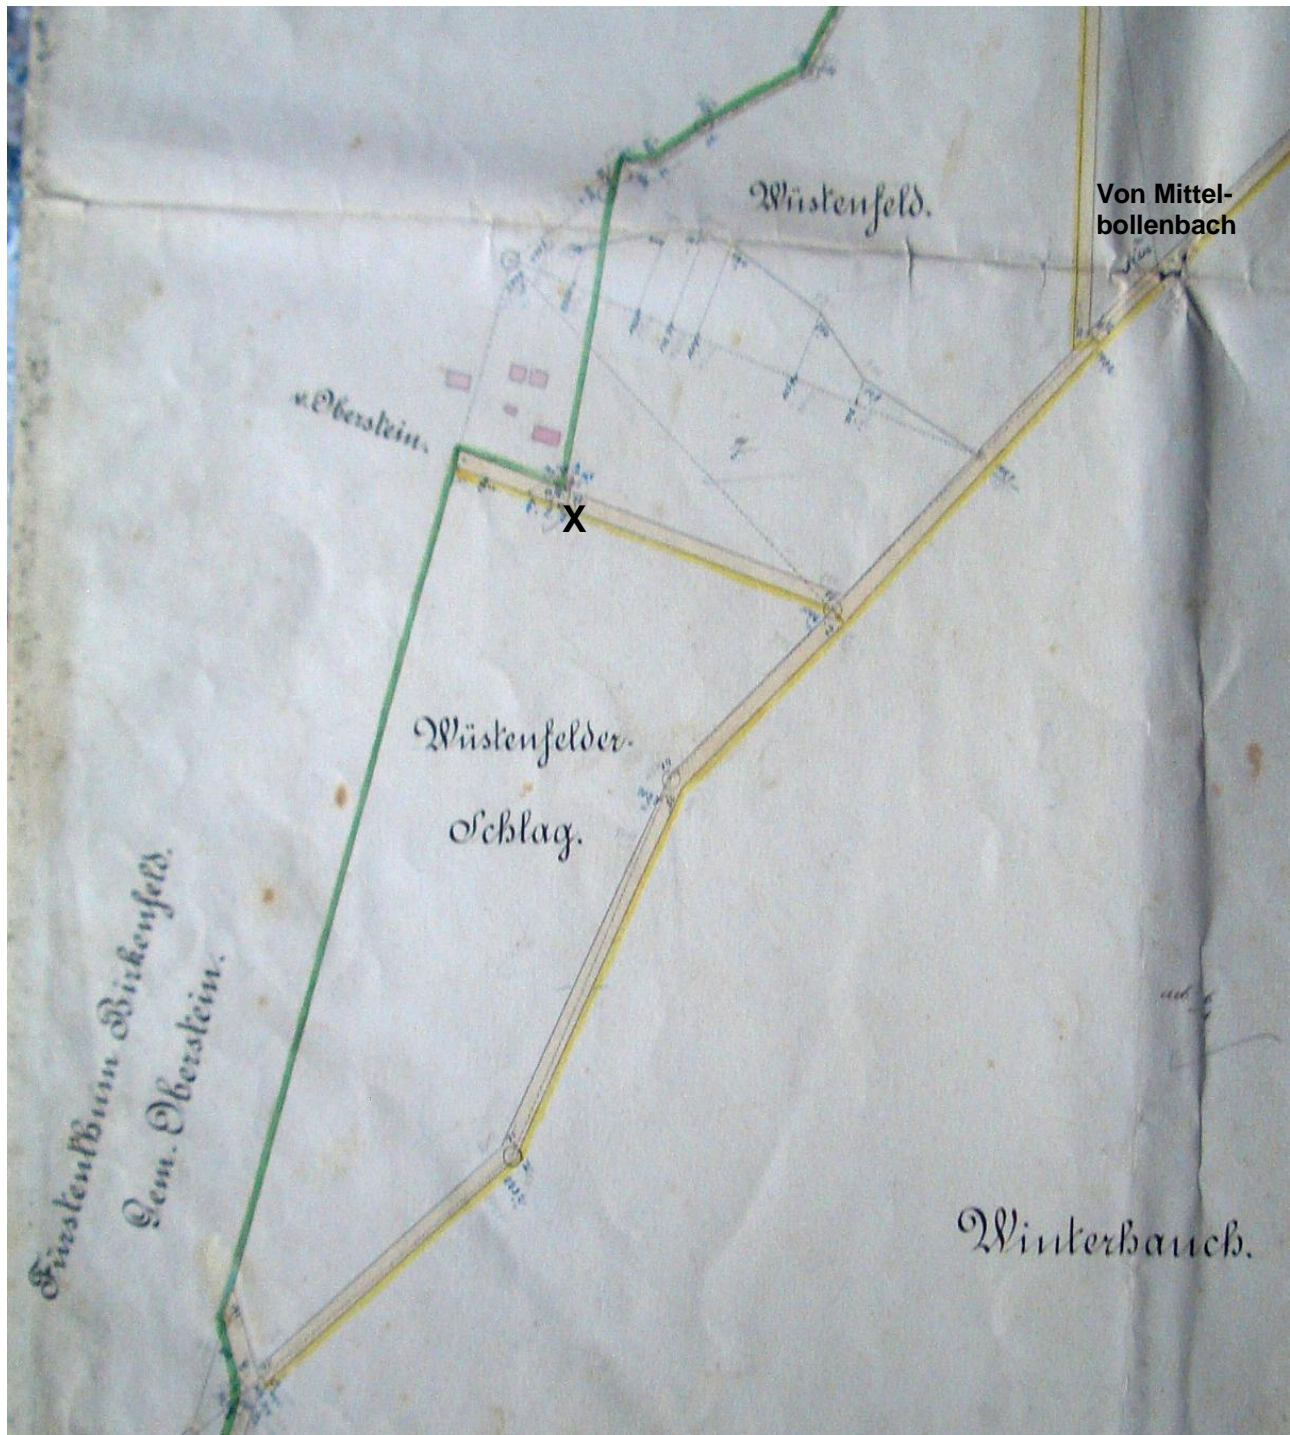 Wüstenfeld.
Von Mittel-
bollenbach
v. Oberstein.
X
Wüstenfelder-
Schlag.
Fürstenthum Birkenfeld.
Gem. Oberstein.
Winterhauch.